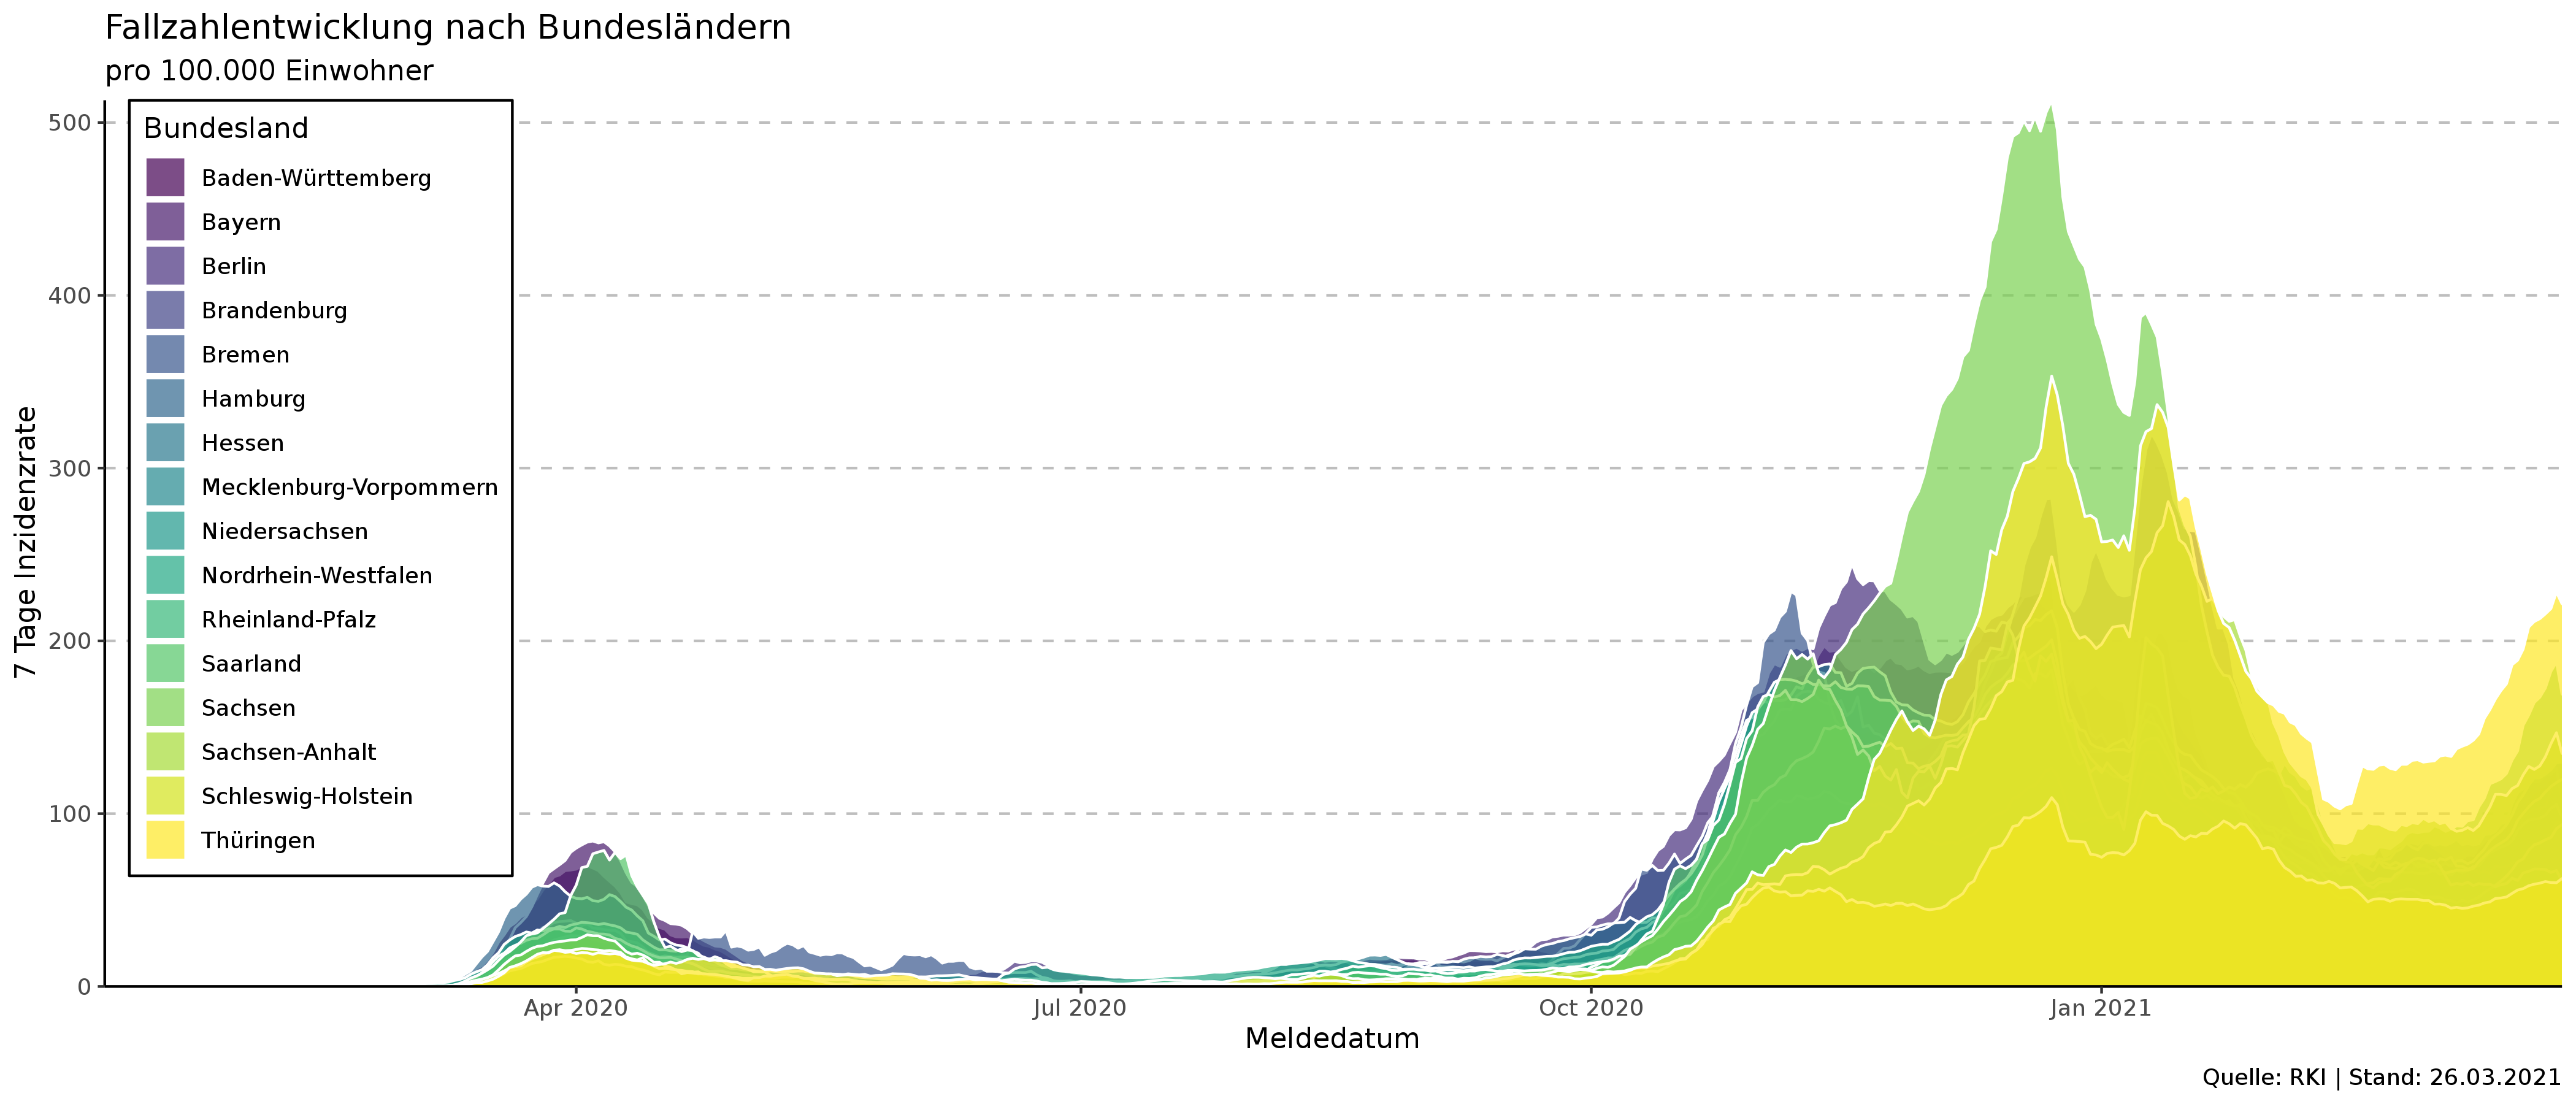 Fallzahlentwicklung nach Bundesländern
pro 100.000 Einwohner
Bundesland
Baden-Württemberg
Bayern
Berlin
Brandenburg
Bremen
Hamburg
Hessen
Mecklenburg-Vorpommern
Niedersachsen
Nordrhein-Westfalen
Rheinland-Pfalz
Saarland
Sachsen
Sachsen-Anhalt
Schleswig-Holstein
Thüringen
7 Tage Inzidenzrate
500
400
300
200
100
0
Apr 2020
Jul 2020
Oct 2020
Jan 2021
Meldedatum
Quelle: RKI | Stand: 26.03.2021